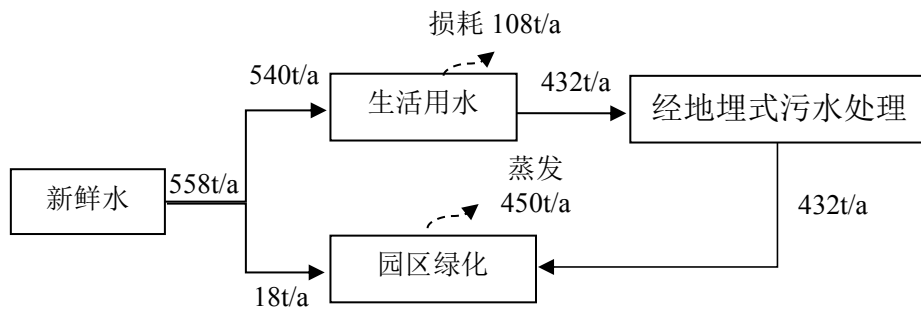 损耗 108t/a
540t/a
生活用水
432t/a
经地埋式污水处理
新鲜水
558t/a
蒸发
450t/a
432t/a
园区绿化
18t/a